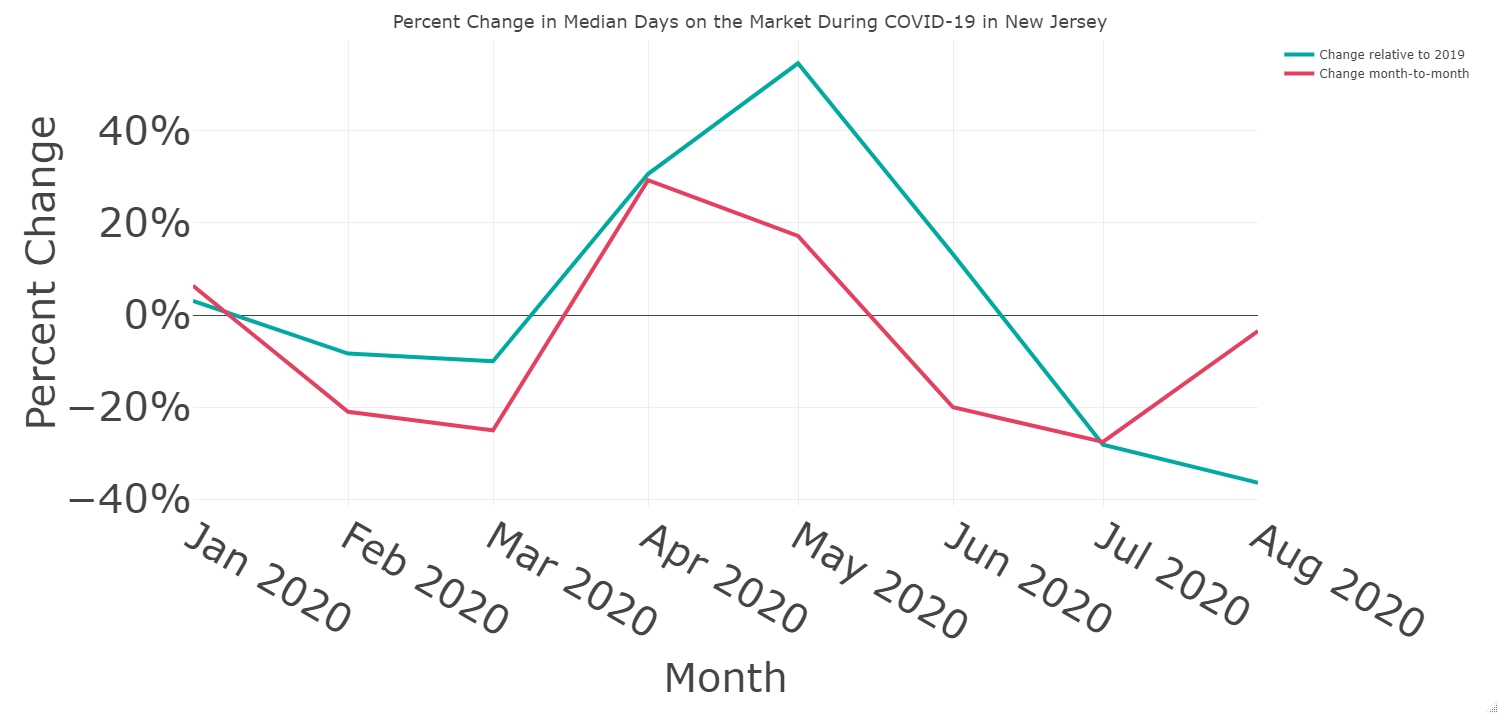 Percent Change in Median Days on the Market During COVID-19 in New Jersey
Change relative to 2019
Change month-to-month
Percent Change
40%
20%
0%
−20%
−40%
Jan 2020
Feb 2020
Mar 2020
Apr 2020
May 2020
Jun 2020
Jul 2020
Aug 2020
Month